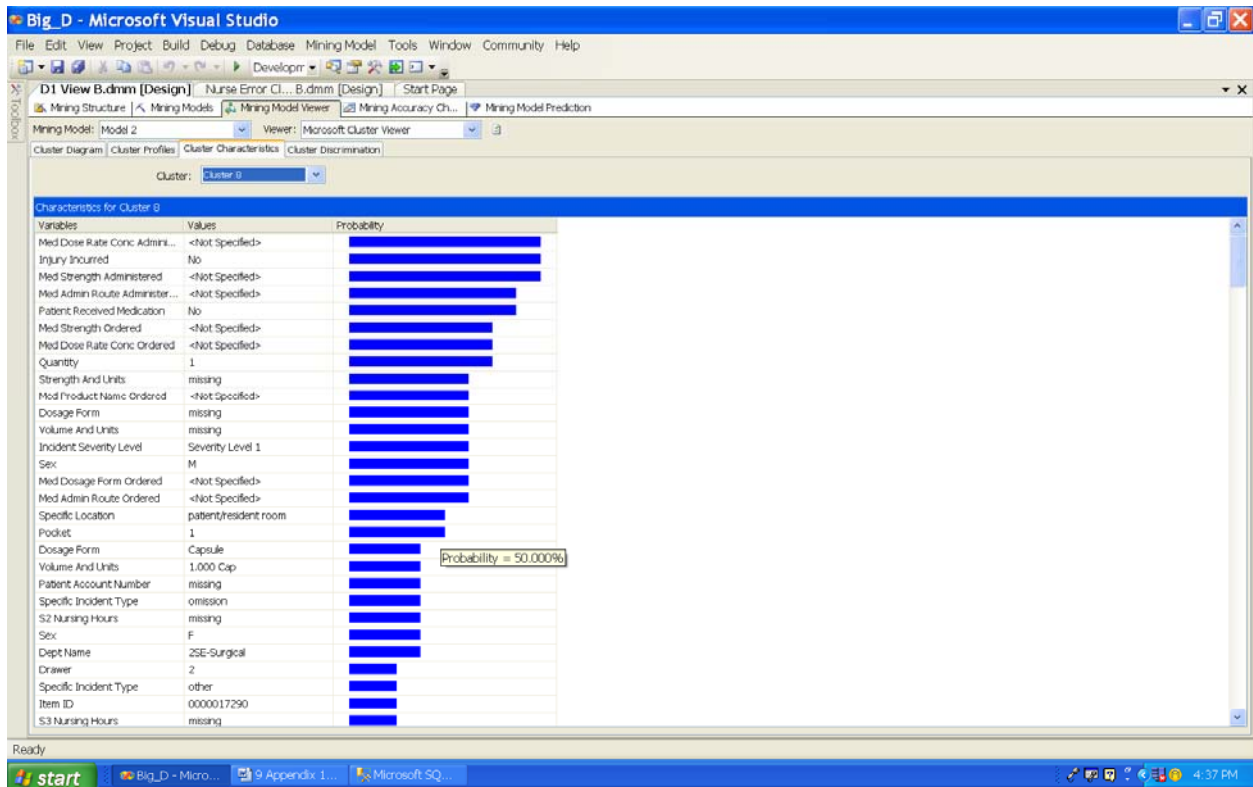 Big_D - Microsoft Visual Studio
File Edit View Project Build Debug Database Mining Model Tools Window Community Help
Developm
D1 View B.dmm [Design] Nurse Error Cl... B.dmm [Design] Start Page
Toolbox
Mining Structure Mining Models Mining Model Viewer Mining Accuracy Ch... Mining Model Prediction
Mining Model: Model 2 Viewer: Microsoft Cluster Viewer
Cluster Diagram Cluster Profiles Cluster Characteristics Cluster Discrimination
Cluster: Cluster 8
Characteristics for Cluster 8
Variables Values Probability
Med Dose Rate Conc Admini... <Not Specified>
Injury Incurred No
Med Strength Administered <Not Specified>
Med Admin Route Administer... <Not Specified>
Patient Received Medication No
Med Strength Ordered <Not Specified>
Med Dose Rate Conc Ordered <Not Specified>
Quantity 1
Strength And Units missing
Med Product Name Ordered <Not Specified>
Dosage Form missing
Volume And Units missing
Incident Severity Level Severity Level 1
Sex M
Med Dosage Form Ordered <Not Specified>
Med Admin Route Ordered <Not Specified>
Specific Location patient/resident room
Pocket 1
Dosage Form Capsule
Probability = 50.000%
Volume And Units 1.000 Cap
Patient Account Number missing
Specific Incident Type omission
S2 Nursing Hours missing
Sex F
Dept Name 2SE-Surgical
Drawer 2
Specific Incident Type other
Item ID 0000017290
S3 Nursing Hours missing
Ready
start Big_D - Micro... 9 Appendix 1... Microsoft SQ... 4:37 PM